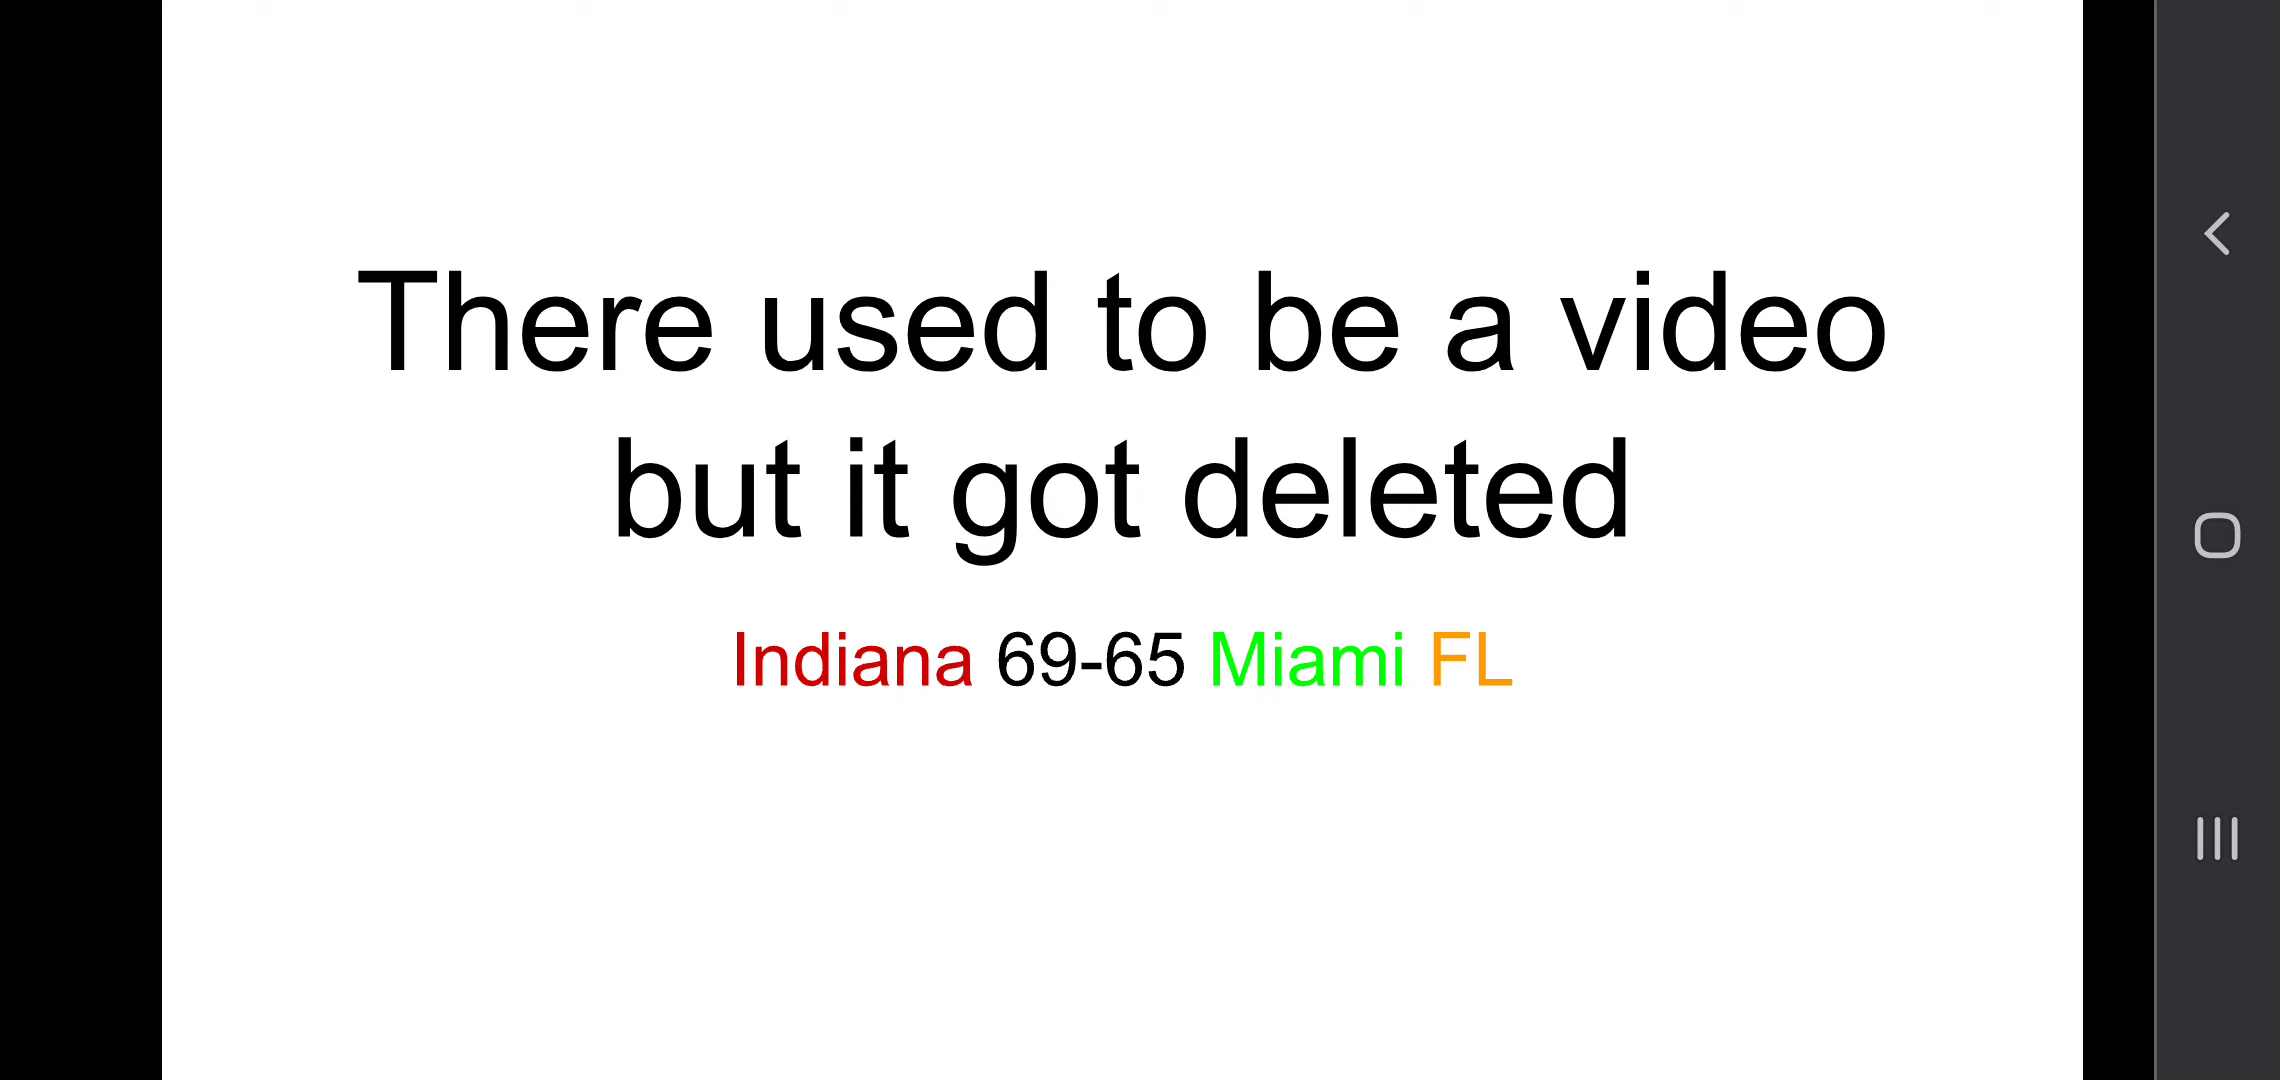 There used to be a video
but it got deleted
Indiana 69-65 Miami FL